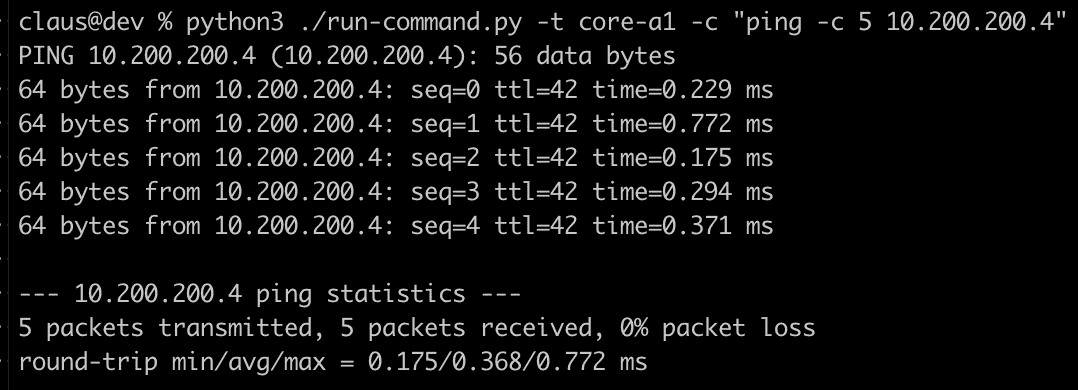 claus@dev % python3 ./run-command.py -t core-a1 -c "ping -c 5 10.200.200.4"
PING 10.200.200.4 (10.200.200.4): 56 data bytes
64 bytes from 10.200.200.4: seq=0 ttl=42 time=0.229 ms
64 bytes from 10.200.200.4: seq=1 ttl=42 time=0.772 ms
64 bytes from 10.200.200.4: seq=2 ttl=42 time=0.175 ms
64 bytes from 10.200.200.4: seq=3 ttl=42 time=0.294 ms
64 bytes from 10.200.200.4: seq=4 ttl=42 time=0.371 ms
--- 10.200.200.4 ping statistics ---
5 packets transmitted, 5 packets received, 0% packet loss
round-trip min/avg/max = 0.175/0.368/0.772 ms